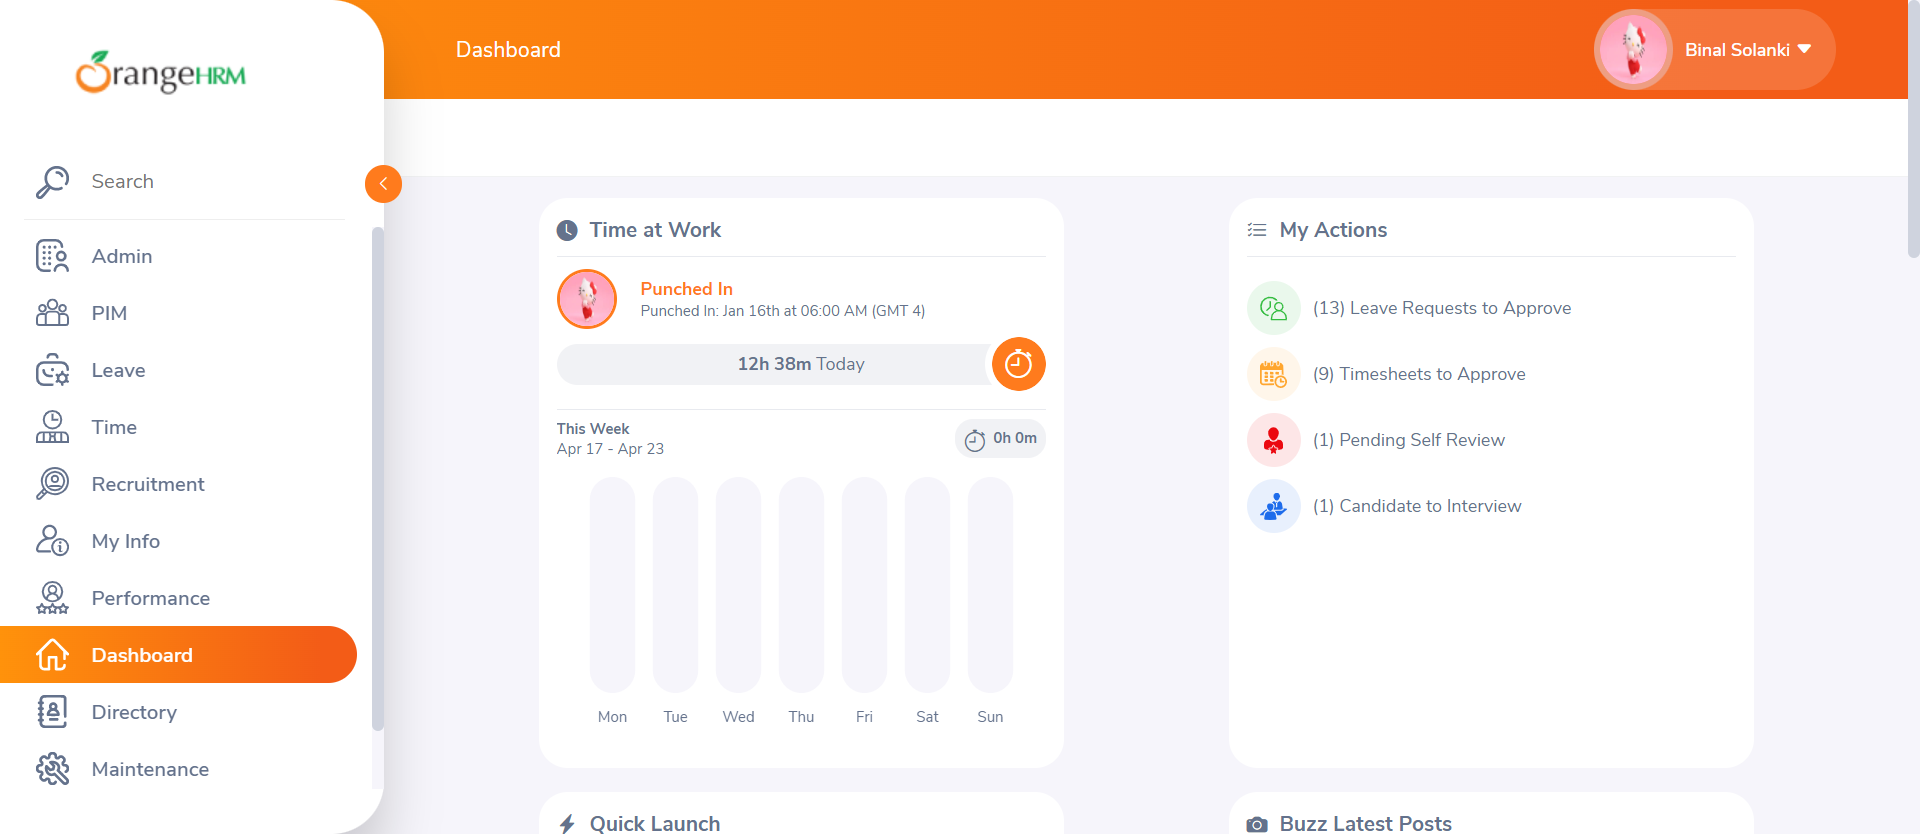 OrangeHRM
Search
Admin
PIM
Leave
Time
Recruitment
My Info
Performance
Dashboard
Directory
Maintenance
Dashboard
Binal Solanki
Time at Work
Punched In
Punched In: Jan 16th at 06:00 AM (GMT 4)
12h 38m Today
This Week
Apr 17 - Apr 23
0h 0m
Mon Tue Wed Thu Fri Sat Sun
My Actions
(13) Leave Requests to Approve
(9) Timesheets to Approve
(1) Pending Self Review
(1) Candidate to Interview
Quick Launch
Buzz Latest Posts